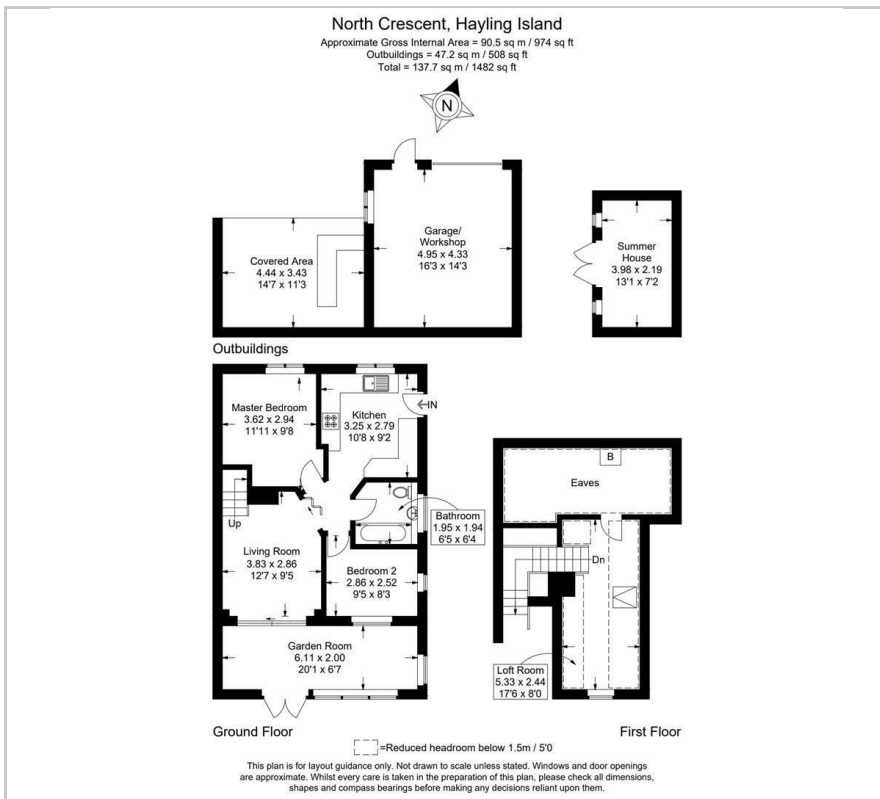 North Crescent, Hayling Island
Approximate Gross Internal Area = 90.5 sq m / 974 sq ft
Outbuildings = 47.2 sq m / 508 sq ft
Total = 137.7 sq m / 1482 sq ft
N
Covered Area
4.44 x 3.43
14'7 x 11'3
Garage/
Workshop
4.95 x 4.33
16'3 x 14'3
Summer
House
3.98 x 2.19
13'1 x 7'2
Outbuildings
Master Bedroom
3.62 x 2.94
11'11 x 9'8
Kitchen
3.25 x 2.79
10'8 x 9'2
IN
Up
Bathroom
1.95 x 1.94
6'5 x 6'4
Living Room
3.83 x 2.86
12'7 x 9'5
Bedroom 2
2.86 x 2.52
9'5 x 8'3
Garden Room
6.11 x 2.00
20'1 x 6'7
Ground Floor
B
Eaves
Dn
Loft Room
5.33 x 2.44
17'6 x 8'0
First Floor
=Reduced headroom below 1.5m / 5'0
This plan is for layout guidance only. Not drawn to scale unless stated. Windows and door openings
are approximate. Whilst every care is taken in the preparation of this plan, please check all dimensions,
shapes and compass bearings before making any decisions reliant upon them.